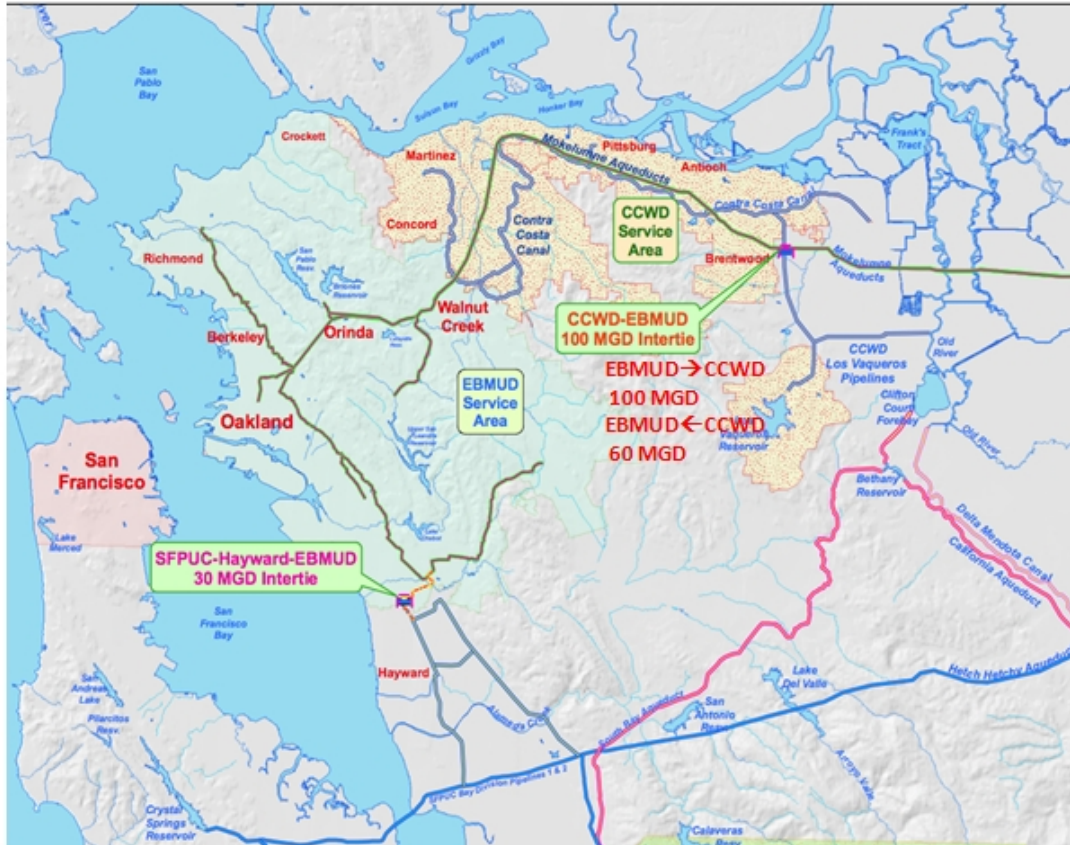 San
Pablo
Bay
Grizzly Bay
Suisun Bay
Honker Bay
Crockett
Martinez
Pittsburg
Antioch
Frank's
Tract
Mokelumne Aqueducts
Contra Costa Canal
Concord
Contra
Costa
Canal
CCWD
Service
Area
Richmond
San
Pablo
Resv.
Briones
Reservoir
Brentwood
Mokelumne
Aqueducts
Walnut
Creek
Berkeley
Orinda
CCWD-EBMUD
100 MGD Intertie
Old
River
CCWD
Los Vaqueros
Pipelines
EBMUD→CCWD
100 MGD
EBMUD←CCWD
60 MGD
EBMUD
Service
Area
Clifton
Court
Forebay
Oakland
Vaqueros
Reservoir
Old River
San
Francisco
Bethany
Reservoir
Lake
Merced
Delta Mendota Canal
California Aqueduct
SFPUC-Hayward-EBMUD
30 MGD Intertie
San
Francisco
Bay
Hayward
Hetch Hetchy Aqueduct
Lake
Del Valle
San
Andreas
Lake
Pilarcitos
Resv.
Alameda Creek
South Bay Aqueduct
San
Antonio
Resv.
Arroyo Valle
SFPUC Bay Division Pipelines 1 & 2
Crystal
Springs
Reservoir
Calaveras